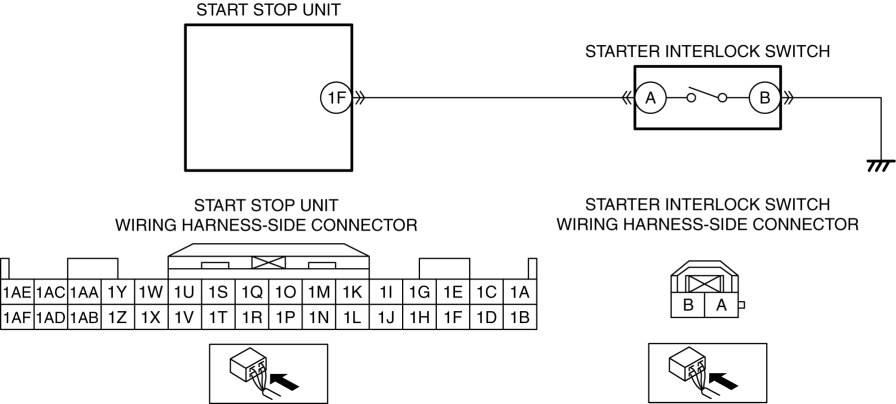 START STOP UNIT
STARTER INTERLOCK SWITCH
1F A B
START STOP UNIT
WIRING HARNESS-SIDE CONNECTOR
STARTER INTERLOCK SWITCH
WIRING HARNESS-SIDE CONNECTOR
1AE 1AC 1AA 1Y 1W 1U 1S 1Q 1O 1M 1K 1I 1G 1E 1C 1A
1AF 1AD 1AB 1Z 1X 1V 1T 1R 1P 1N 1L 1J 1H 1F 1D 1B
B A